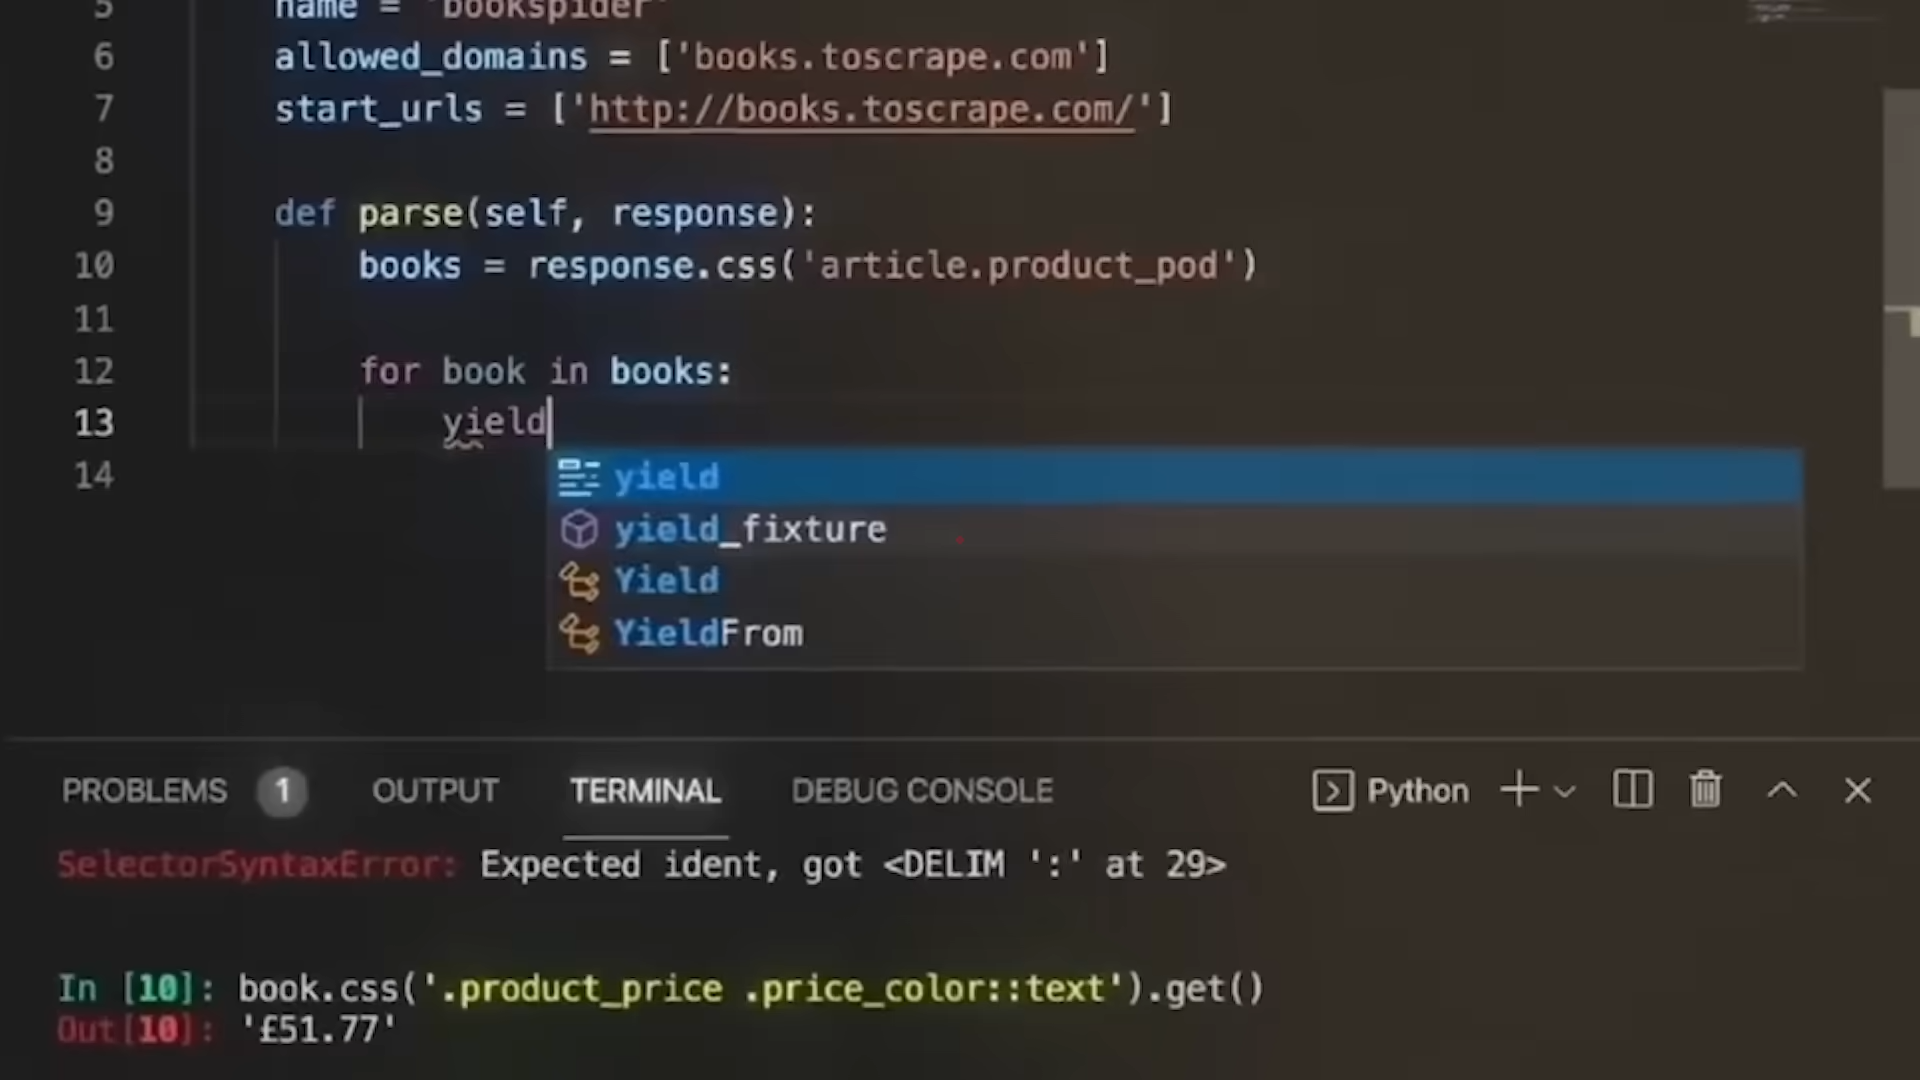 5 name = 'bookspider'
6 allowed_domains = ['books.toscrape.com']
7 start_urls = ['http://books.toscrape.com/']
8
9 def parse(self, response):
10 books = response.css('article.product_pod')
11
12 for book in books:
13 yield
14
yield
yield_fixture
Yield
YieldFrom
PROBLEMS 1 OUTPUT TERMINAL DEBUG CONSOLE Python
SelectorSyntaxError: Expected ident, got <DELIM ':' at 29>
In [10]: book.css('.product_price .price_color::text').get()
Out[10]: '£51.77'